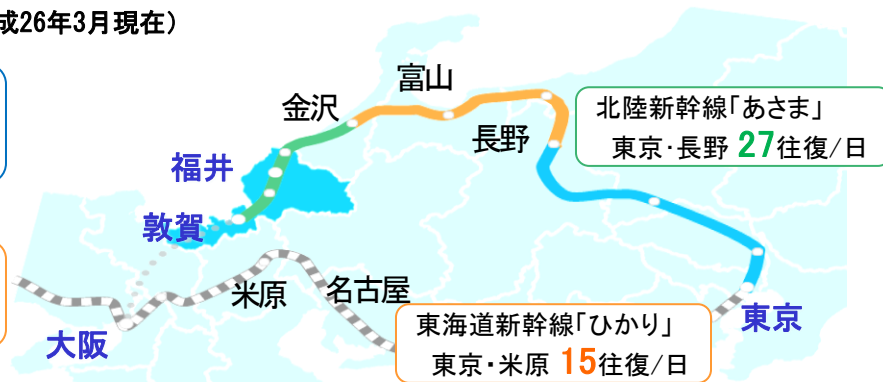 成26年3月現在)
富山
金沢
北陸新幹線「あさま」
東京・長野 27往復/日
長野
福井
敦賀
米原
名古屋
東海道新幹線「ひかり」
東京・米原 15往復/日
東京
大阪